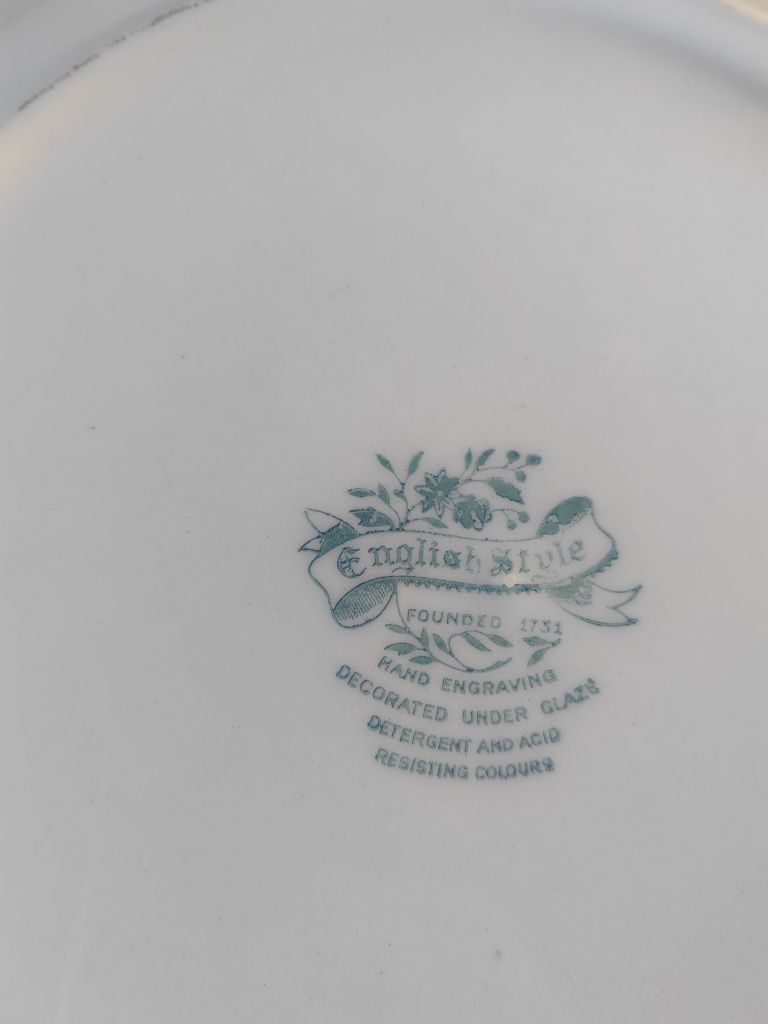 English Style
FOUNDED 1731
HAND ENGRAVING
DECORATED UNDER GLAZE
DETERGENT AND ACID
RESISTING COLOURS